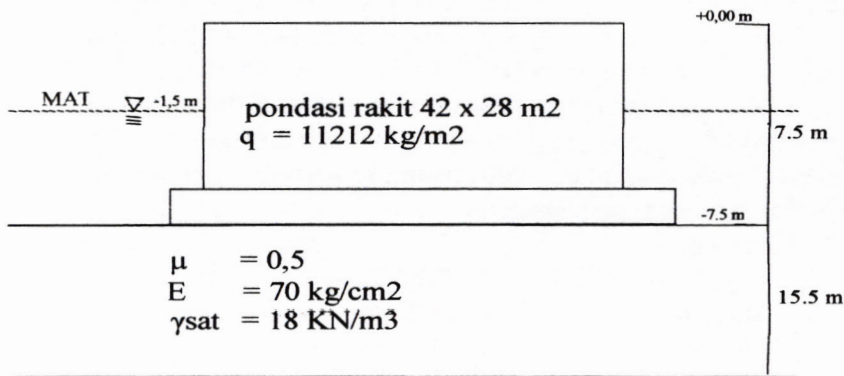 +0,00 m
MAT
-1,5 m
pondasi rakit 42 x 28 m2
q = 11212 kg/m2
7.5 m
-7.5 m
μ = 0,5
E = 70 kg/cm2
γsat = 18 KN/m3
15.5 m